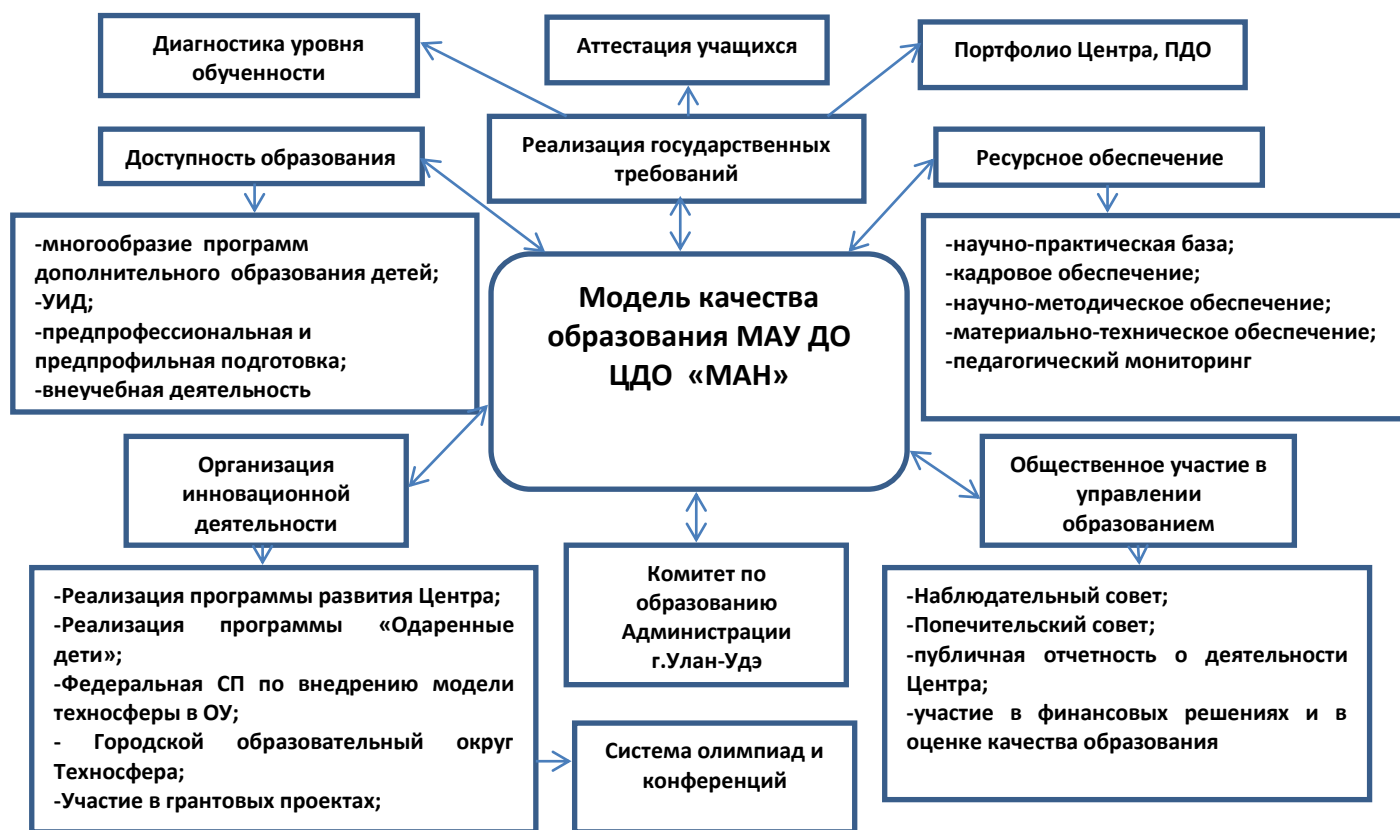 Диагностика уровня
обученности
Аттестация учащихся
Портфолио Центра, ПДО
Доступность образования
Реализация государственных
требований
Ресурсное обеспечение
-многообразие программ
дополнительного образования детей;
-УИД;
-предпрофессиональная и
предпрофильная подготовка;
-внеучебная деятельность
Модель качества
образования МАУ ДО
ЦДО «МАН»
-научно-практическая база;
-кадровое обеспечение;
-научно-методическое обеспечение;
-материально-техническое обеспечение;
-педагогический мониторинг
Организация
инновационной
деятельности
Общественное участие в
управлении
образованием
-Реализация программы развития Центра;
-Реализация программы «Одаренные
дети»;
-Федеральная СП по внедрению модели
техносферы в ОУ;
- Городской образовательный округ
Техносфера;
-Участие в грантовых проектах;
Комитет по
образованию
Администрации
г.Улан-Удэ
-Наблюдательный совет;
-Попечительский совет;
-публичная отчетность о деятельности
Центра;
-участие в финансовых решениях и в
оценке качества образования
Система олимпиад и
конференций